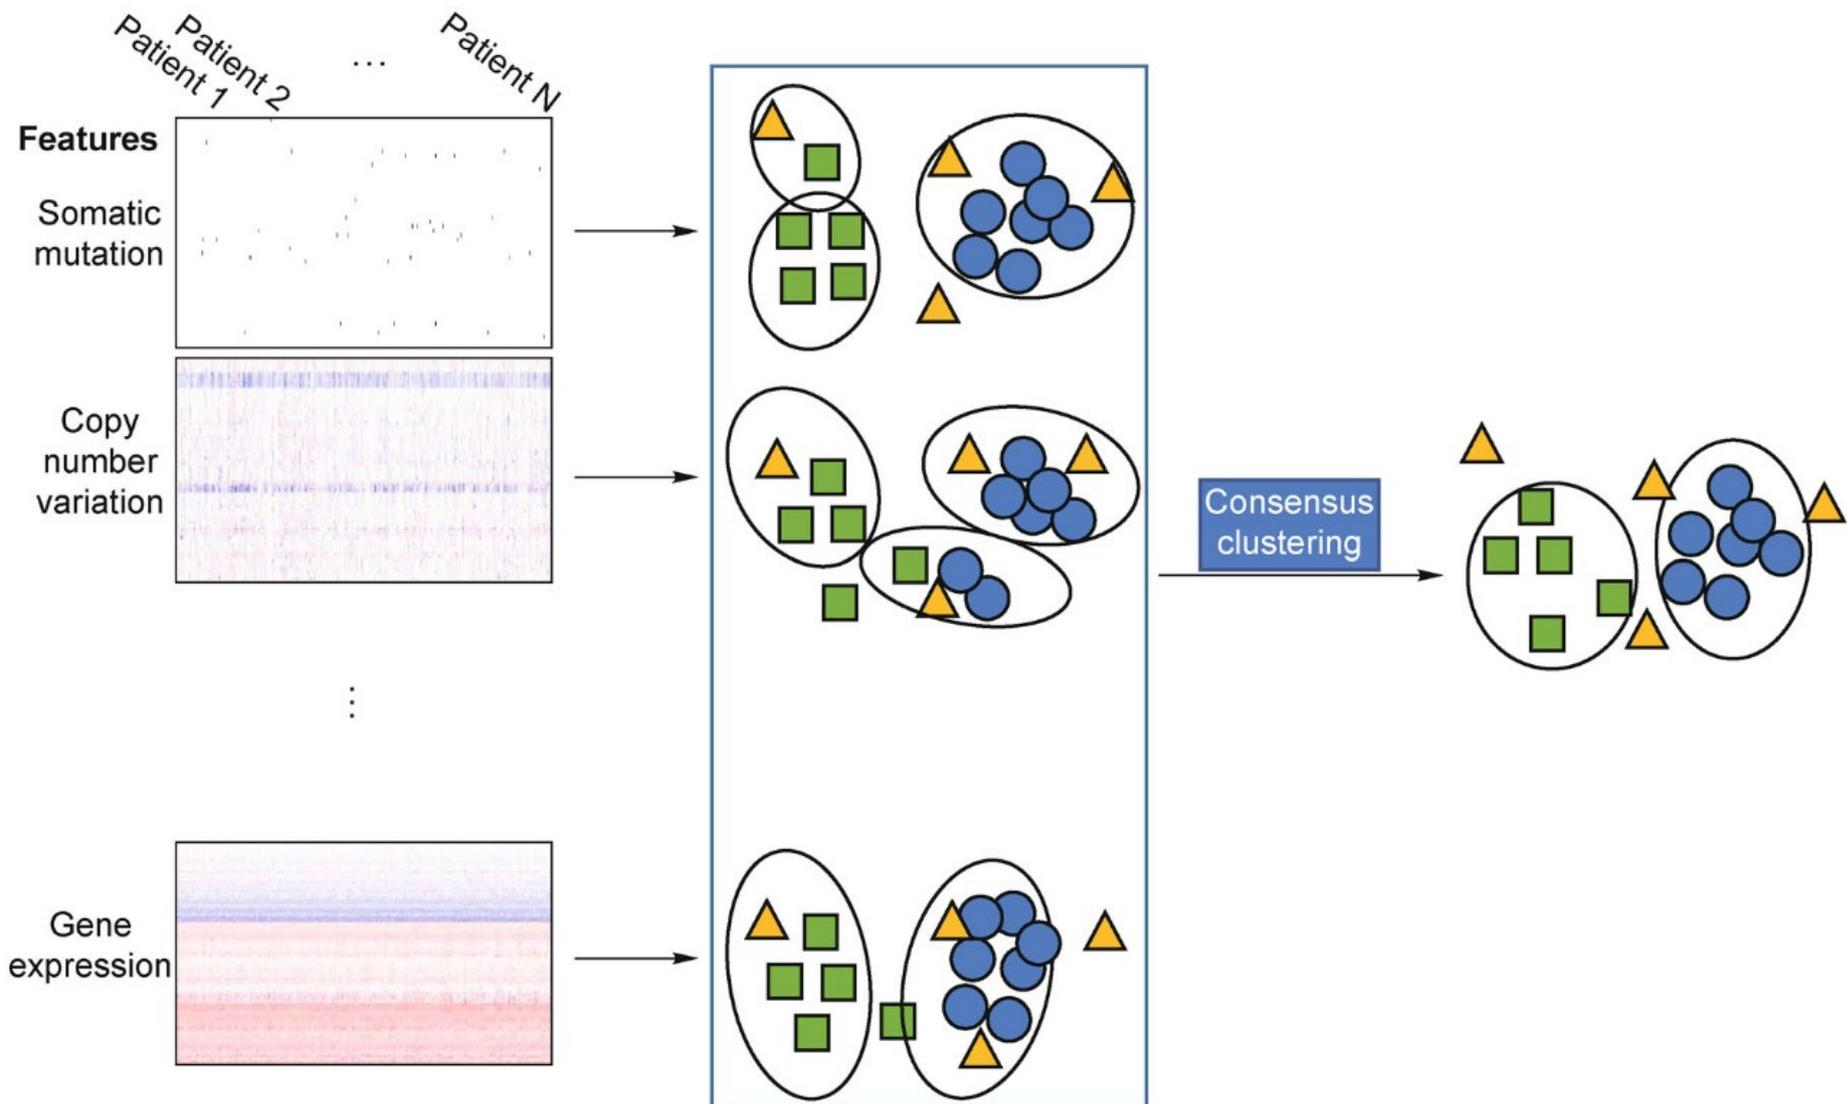 Patient 1
Patient 2
...
Patient N
Features
Somatic
mutation
Copy
number
variation
Gene
expression
Consensus
clustering